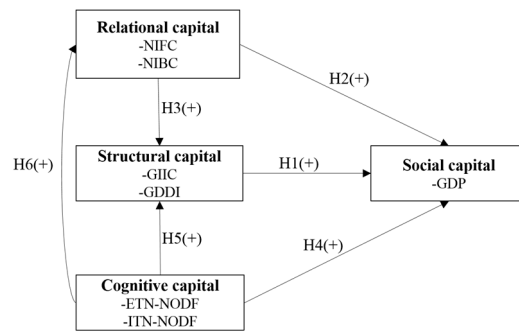 Relational capital
-NIFC
-NIBC
H2(+)
H3(+)
H6(+)
Structural capital
-GIIC
-GDDI
H1(+)
Social capital
-GDP
H5(+)
H4(+)
Cognitive capital
-ETN-NODF
-ITN-NODF